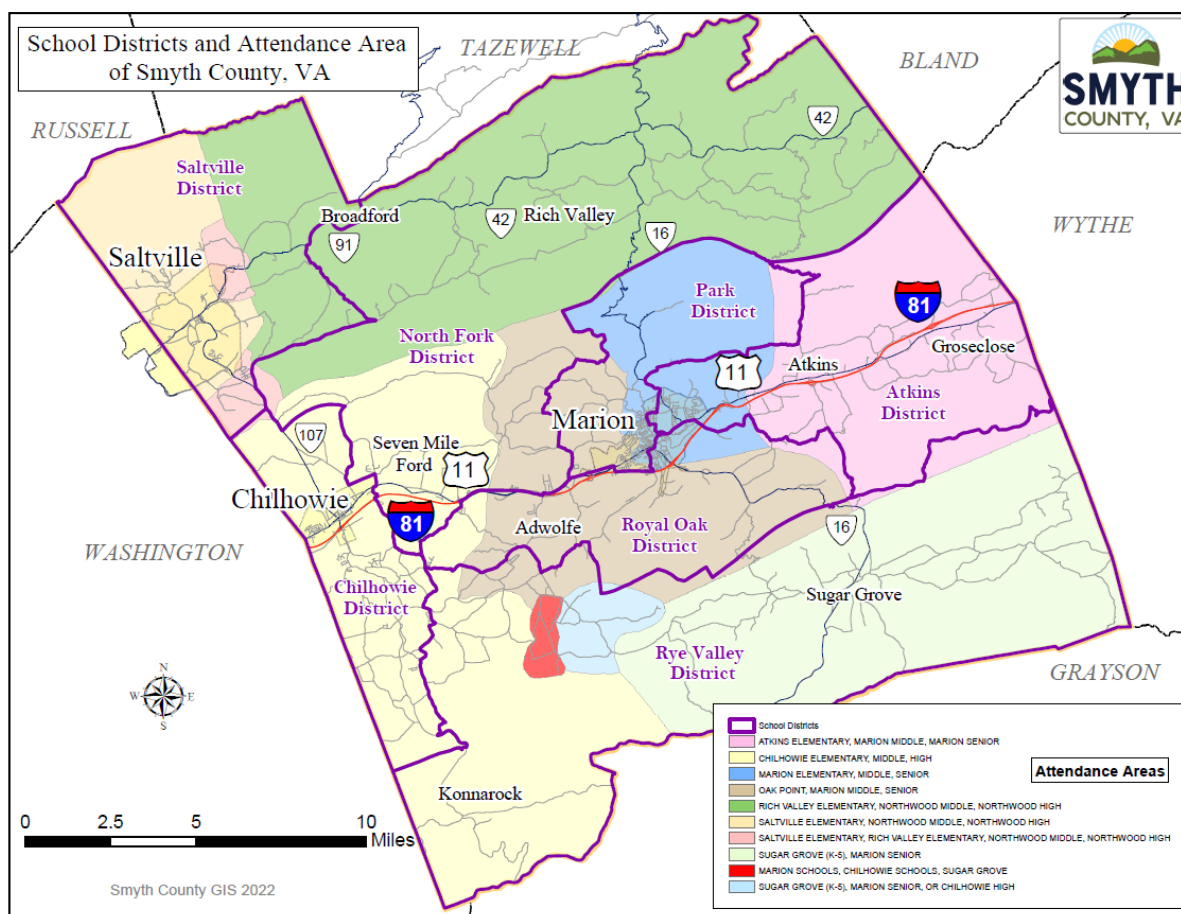 School Districts and Attendance Area
of Smyth County, VA
TAZEWELL
BLAND
SMYTH
COUNTY, VA
RUSSELL
42
Saltville
District
WYTHE
Broadford
42
Rich Valley
91
16
Saltville
81
Park
District
North Fork
District
Groseclose
11
Atkins
Atkins
District
Marion
107
Seven Mile
Ford
11
Chilhowie
81
Adwolfe
Royal Oak
District
16
WASHINGTON
Chilhowie
District
Sugar Grove
Rye Valley
District
GRAYSON
N
W
E
S
Konnarock
School Districts
ATKINS ELEMENTARY, MARION MIDDLE, MARION SENIOR
CHILHOWIE ELEMENTARY, MIDDLE, HIGH
MARION ELEMENTARY, MIDDLE, SENIOR
OAK POINT, MARION MIDDLE, SENIOR
RICH VALLEY ELEMENTARY, NORTHWOOD MIDDLE, NORTHWOOD HIGH
SALTVILLE ELEMENTARY, NORTHWOOD MIDDLE, NORTHWOOD HIGH
SALTVILLE ELEMENTARY, RICH VALLEY ELEMENTARY, NORTHWOOD MIDDLE, NORTHWOOD HIGH
SUGAR GROVE (K-5), MARION SENIOR
MARION SCHOOLS, CHILHOWIE SCHOOLS, SUGAR GROVE
SUGAR GROVE (K-5), MARION SENIOR, OR CHILHOWIE HIGH
Attendance Areas
0 2.5 5 10
Miles
Smyth County GIS 2022